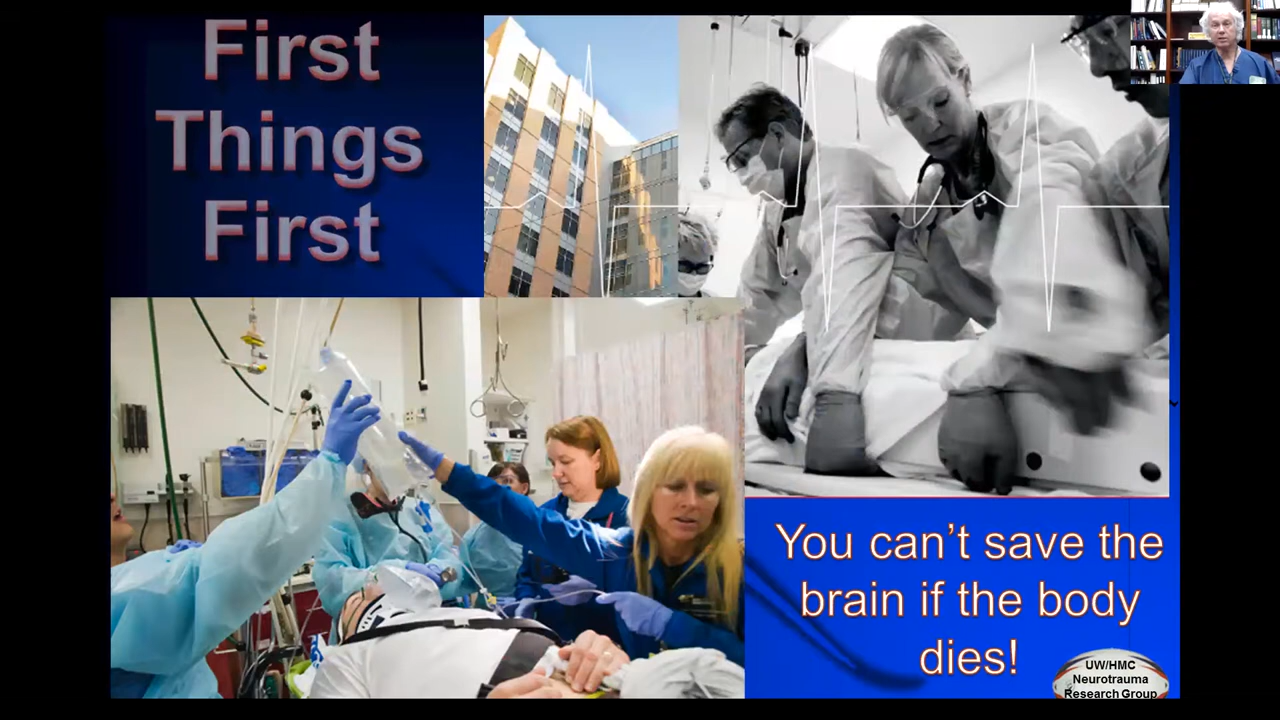 First
Things
First
You can't save the
brain if the body
dies!
UW/HMC
Neurotrauma
Research Group